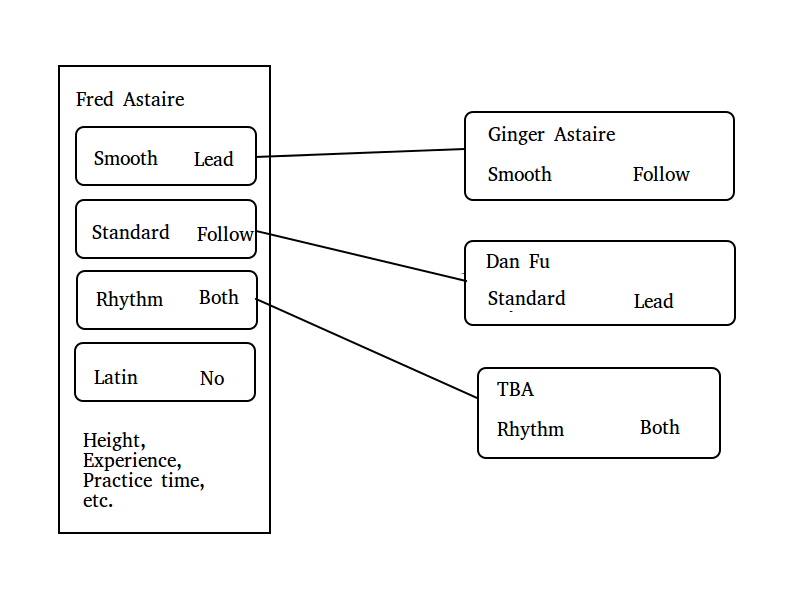 Fred Astaire
Smooth Lead
Standard Follow
Rhythm Both
Latin No
Height,
Experience,
Practice time,
etc.
Ginger Astaire
Smooth Follow
Dan Fu
Standard Lead
TBA
Rhythm Both